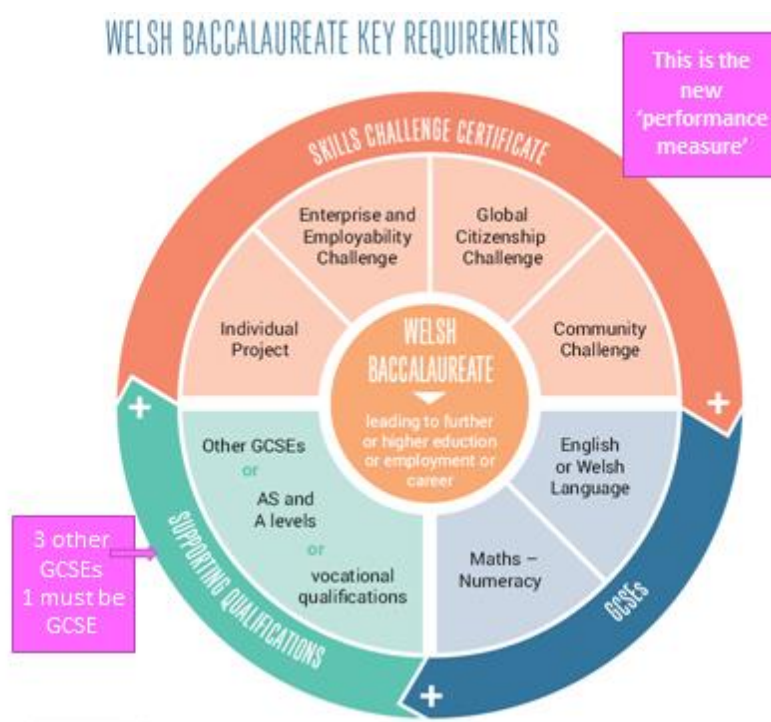 WELSH BACCALAUREATE KEY REQUIREMENTS
This is the
new
‘performance
measure’
SKILLS CHALLENGE CERTIFICATE
Enterprise and
Employability
Challenge
Global
Citizenship
Challenge
Individual
Project
Community
Challenge
WELSH
BACCALAUREATE
leading to further
or higher eduction
or employment or
career
+
+
Other GCSEs
or
AS and
A levels
or
vocational
qualifications
English
or Welsh
Language
Maths –
Numeracy
3 other
GCSEs
1 must be
GCSE
SUPPORTING QUALIFICATIONS
GCSEs
+